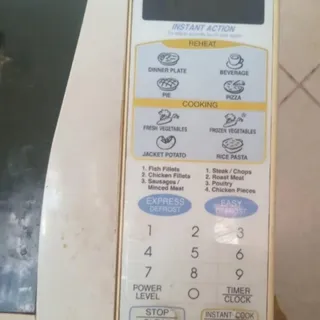 INSTANT ACTION
REHEAT
DINNER PLATE BEVERAGE
PIE PIZZA
COOKING
FRESH VEGETABLES FROZEN VEGETABLES
JACKET POTATO RICE PASTA
1. Fish Fillets 1. Steak / Chops
2. Chicken Fillets 2. Roast Meat
3. Sausages / 3. Poultry
Minced Meat 4. Chicken Pieces
EXPRESS EASY
DEFROST DEFROST
1 2 3
4 5 6
7 8 9
POWER TIMER
LEVEL 0 CLOCK
STOP INSTANT COOK